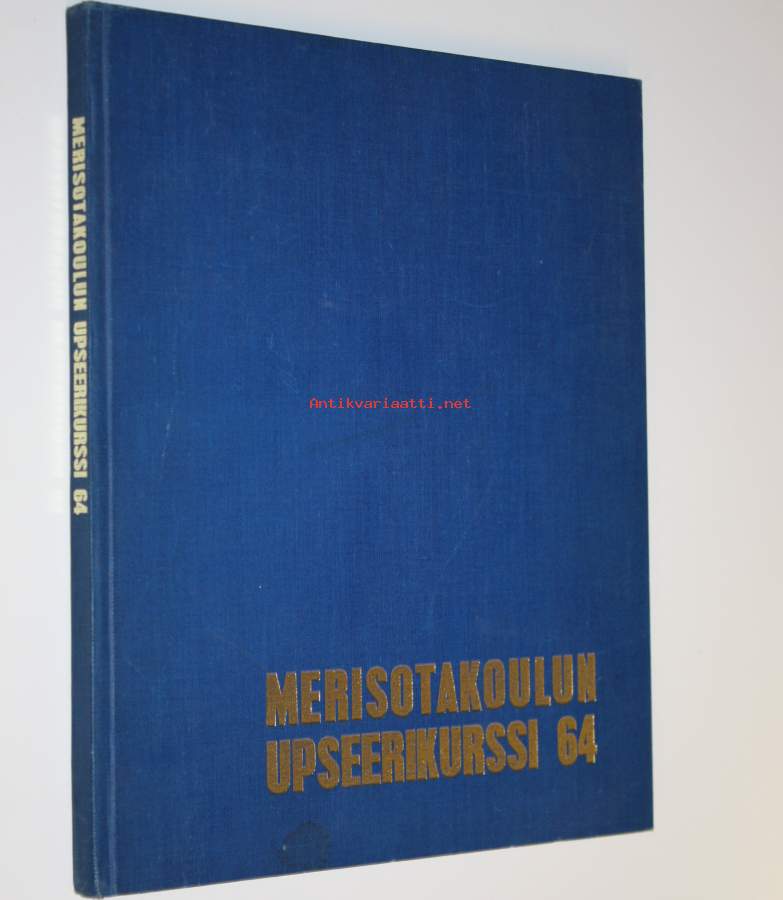 MERISOTAKOULUN UPSEERIKURSSI 64
Antikvariaatti.net
MERISOTAKOULUN
UPSEERIKURSSI 64